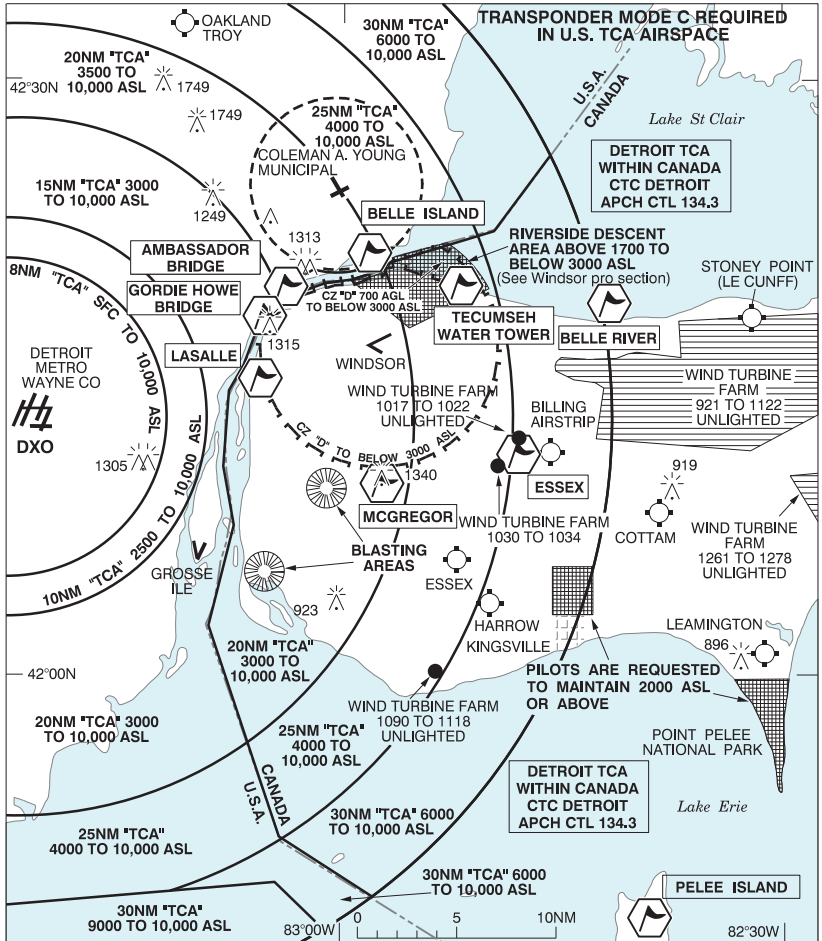 OAKLAND
TROY
30NM "TCA"
6000 TO
10,000 ASL
TRANSPONDER MODE C REQUIRED
IN U.S. TCA AIRSPACE
20NM "TCA"
3500 TO
10,000 ASL
42°30'N
1749
1749
U.S.A.
CANADA
Lake St Clair
25NM "TCA"
4000 TO
10,000 ASL
COLEMAN A. YOUNG
MUNICIPAL
DETROIT TCA
WITHIN CANADA
CTC DETROIT
APCH CTL 134.3
15NM "TCA" 3000
TO 10,000 ASL
1249
BELLE ISLAND
1313
AMBASSADOR
BRIDGE
RIVERSIDE DESCENT
AREA ABOVE 1700 TO
BELOW 3000 ASL
(See Windsor pro section)
STONEY POINT
(LE CUNFF)
8NM "TCA" SFC TO 10,000 ASL
GORDIE HOWE
BRIDGE
CZ "D" 700 AGL
TO BELOW 3000 ASL
1315
TECUMSEH
WATER TOWER
BELLE RIVER
DETROIT
METRO
WAYNE CO
LASALLE
WINDSOR
WIND TURBINE FARM
1017 TO 1022
UNLIGHTED
WIND TURBINE
FARM
921 TO 1122
UNLIGHTED
BILLING
AIRSTRIP
DXO
CZ "D" TO BELOW 3000 ASL
1305
1340
919
ESSEX
MCGREGOR
WIND TURBINE FARM
1030 TO 1034
COTTAM
WIND TURBINE
FARM
1261 TO 1278
UNLIGHTED
10NM "TCA" 2500 TO 10,000 ASL
GROSSE
ILE
BLASTING
AREAS
ESSEX
923
HARROW
KINGSVILLE
LEAMINGTON
896
20NM "TCA"
3000 TO
10,000 ASL
42°00'N
PILOTS ARE REQUESTED
TO MAINTAIN 2000 ASL
OR ABOVE
WIND TURBINE FARM
1090 TO 1118
UNLIGHTED
20NM "TCA" 3000
TO 10,000 ASL
25NM "TCA"
4000 TO
10,000 ASL
POINT PELEE
NATIONAL PARK
CANADA
U.S.A.
DETROIT TCA
WITHIN CANADA
CTC DETROIT
APCH CTL 134.3
Lake Erie
25NM "TCA"
4000 TO 10,000 ASL
30NM "TCA" 6000
TO 10,000 ASL
30NM "TCA" 6000
TO 10,000 ASL
PELEE ISLAND
30NM "TCA"
9000 TO 10,000 ASL
83°00'W
0 5 10NM
82°30'W